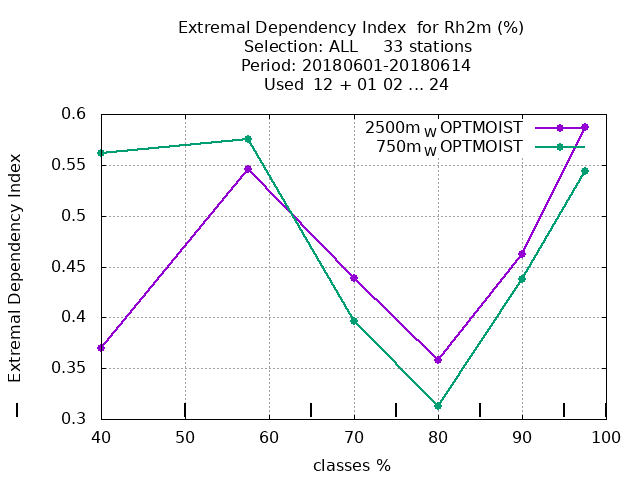 Extremal Dependency Index  for Rh2m (%)
Selection: ALL     33 stations
Period: 20180601-20180614
Used  12 + 01 02 ... 24
2500m W OPTMOIST
750m W OPTMOIST
Extremal Dependency Index
0.6
0.55
0.5
0.45
0.4
0.35
0.3
40 50 60 70 80 90 100
classes %